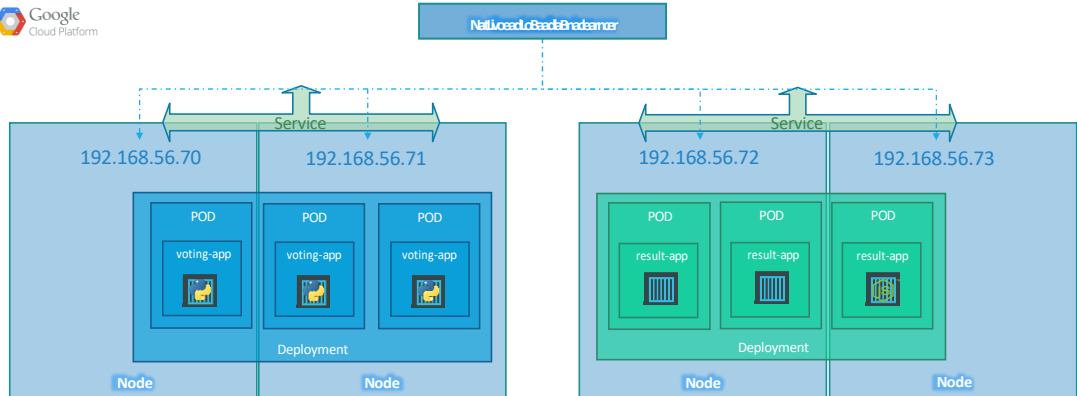 Google
Cloud Platform
Service
Service
192.168.56.70
192.168.56.71
192.168.56.72
192.168.56.73
POD
POD
POD
POD
POD
POD
voting-app
voting-app
voting-app
result-app
result-app
result-app
Deployment
Deployment
Node
Node
Node
Node